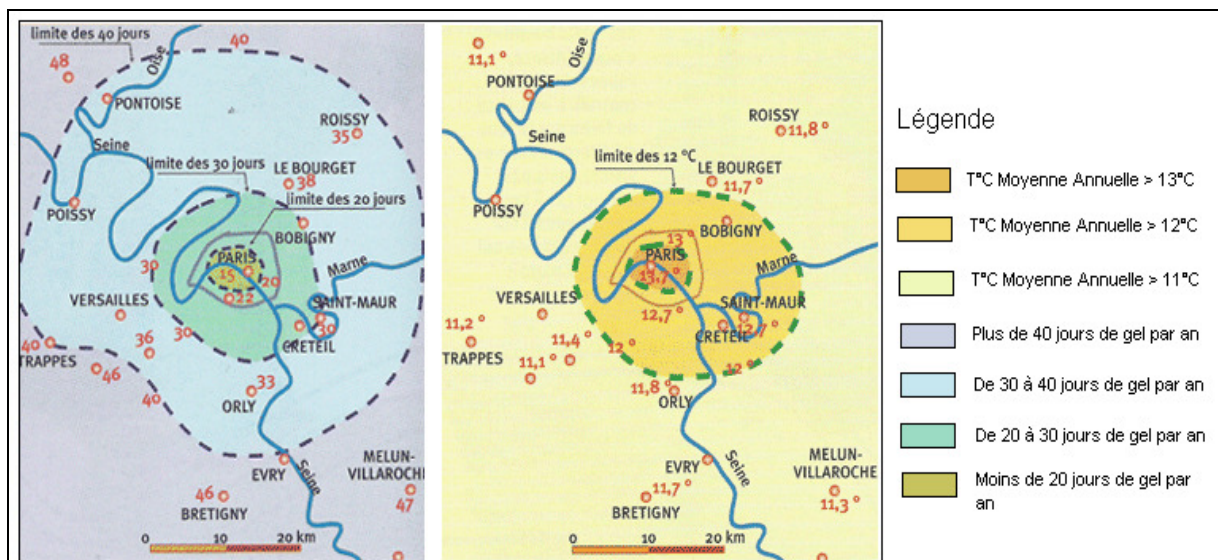 limite des 40 jours
40
48
Oise
PONTOISE
ROISSY
35
Seine
limite des 30 jours
LE BOURGET
38
limite des 20 jours
POISSY
BOBIGNY
PARIS
15
20
22
30
Marne
VERSAILLES
SAINT-MAUR
30
30
CRETEIL
36
40
TRAPPES
46
33
ORLY
40
EVRY
Seine
MELUN-
VILLAROCHE
46
BRETIGNY
47
0 10 20 km
11,1 °
PONTOISE
Oise
ROISSY
11,8 °
Seine
limite des 12 °C
LE BOURGET
11,7 °
POISSY
BOBIGNY
13 °
PARIS
13,7°
Marne
VERSAILLES
SAINT-MAUR
12,7 °
12,7 °
CRETEIL
11,2 °
TRAPPES
11,4 °
12 °
11,1 °
12 °
11,8 °
ORLY
EVRY
Seine
MELUN-
VILLAROCHE
11,7 °
BRETIGNY
11,3 °
0 10 20 km
Légende
T°C Moyenne Annuelle > 13°C
T°C Moyenne Annuelle > 12°C
T°C Moyenne Annuelle > 11°C
Plus de 40 jours de gel par an
De 30 à 40 jours de gel par an
De 20 à 30 jours de gel par an
Moins de 20 jours de gel par
an